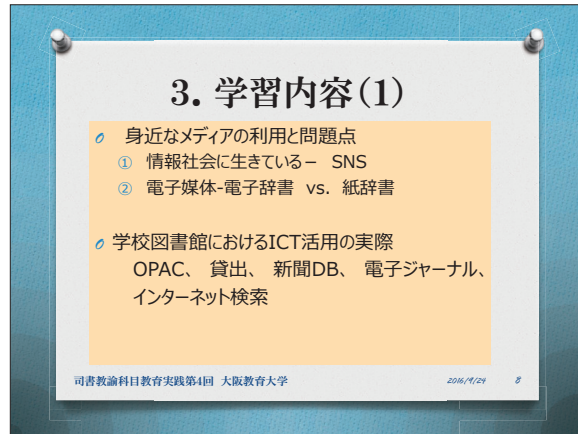 3. 学習内容(1)
身近なメディアの利用と問題点
① 情報社会に生きている－ SNS
② 電子媒体-電子辞書 vs. 紙辞書
学校図書館におけるICT活用の実際
OPAC、 貸出、 新聞DB、 電子ジャーナル、
インターネット検索
司書教諭科目教育実践第4回 大阪教育大学 2016/9/24 8